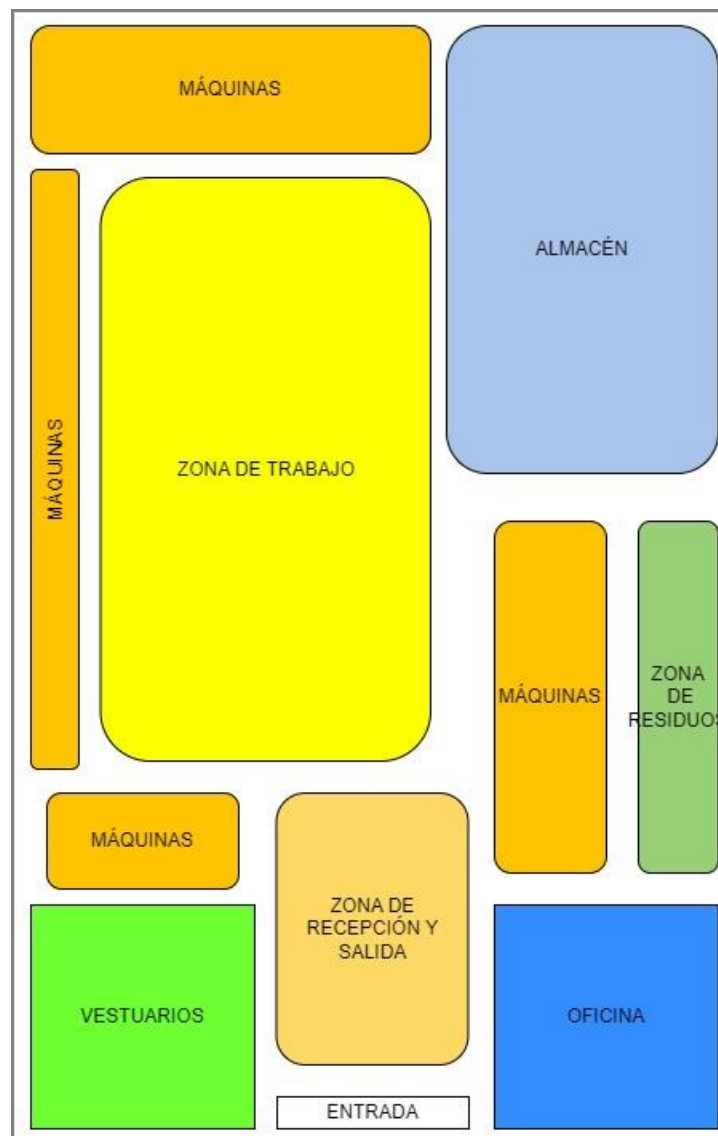 MÁQUINAS
ALMACÉN
MÁQUINAS
ZONA DE TRABAJO
MÁQUINAS
ZONA
DE
RESIDUOS
MÁQUINAS
ZONA DE
RECEPCIÓN Y
SALIDA
VESTUARIOS
OFICINA
ENTRADA